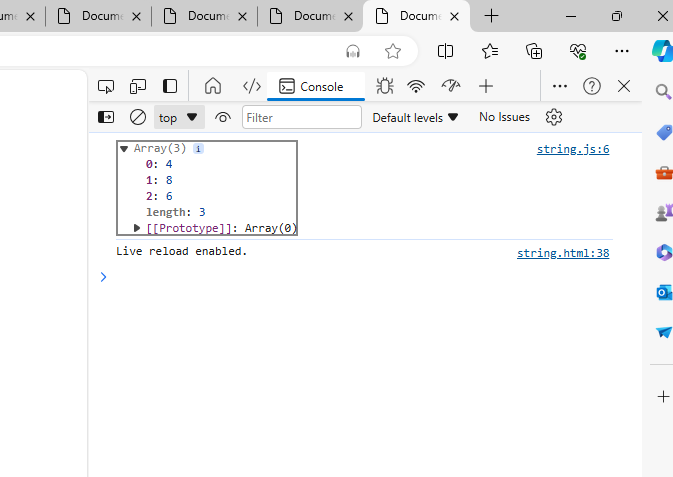 ume
Docume
Docume
Docume
Docume
Console
top
Filter
Default levels
No Issues
Array(3) i
string.js:6
0: 4
1: 8
2: 6
length: 3
[[Prototype]]: Array(0)
Live reload enabled.
string.html:38